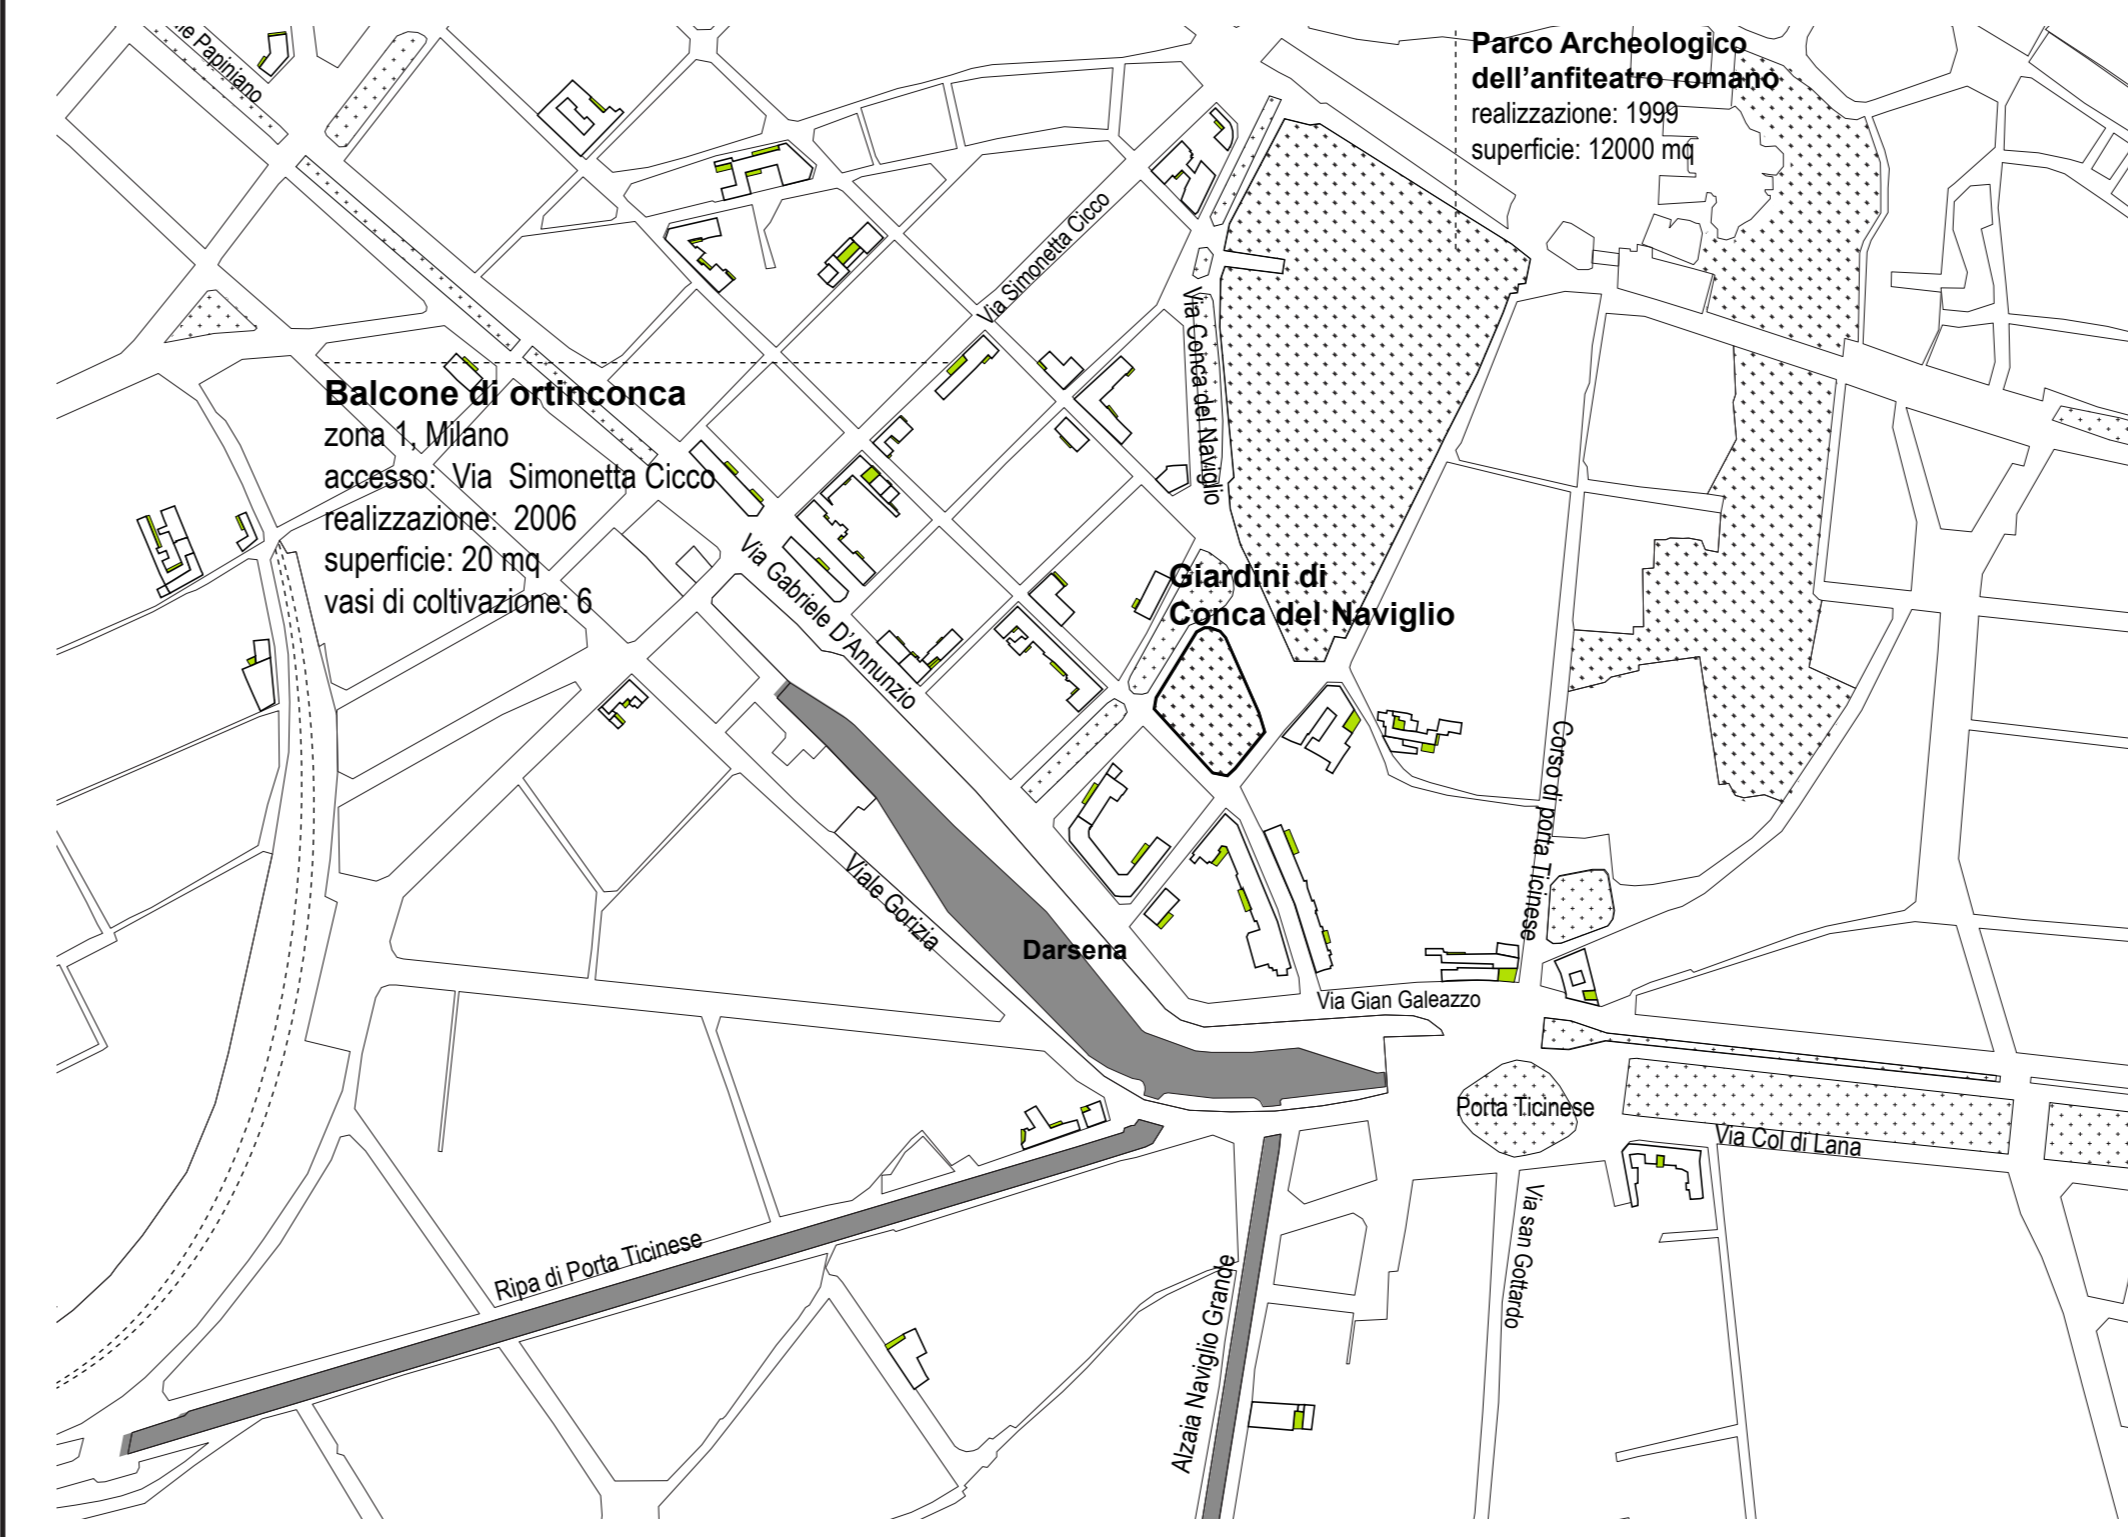 le Papiniano
Parco Archeologico
dell'anfiteatro romano
realizzazione: 1999
superficie: 12000 mq
Via Simonetta Cicco
Via Conca del Naviglio
Balcone di ortinconca
zona 1, Milano
accesso: Via Simonetta Cicco
realizzazione: 2006
superficie: 20 mq
vasi di coltivazione: 6
Via Gabriele D'Annunzio
Giardini di
Conca del Naviglio
Corso di porta Ticinese
Viale Gorizia
Darsena
Via Gian Galeazzo
Porta Ticinese
Via Col di Lana
Ripa di Porta Ticinese
Alzaia Naviglio Grande
Via san Gottardo